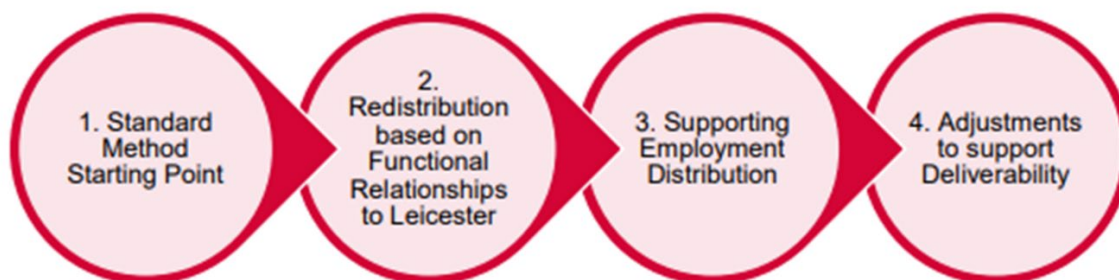 1. Standard
Method
Starting Point
2.
Redistribution
based on
Functional
Relationships
to Leicester
3. Supporting
Employment
Distribution
4. Adjustments
to support
Deliverability